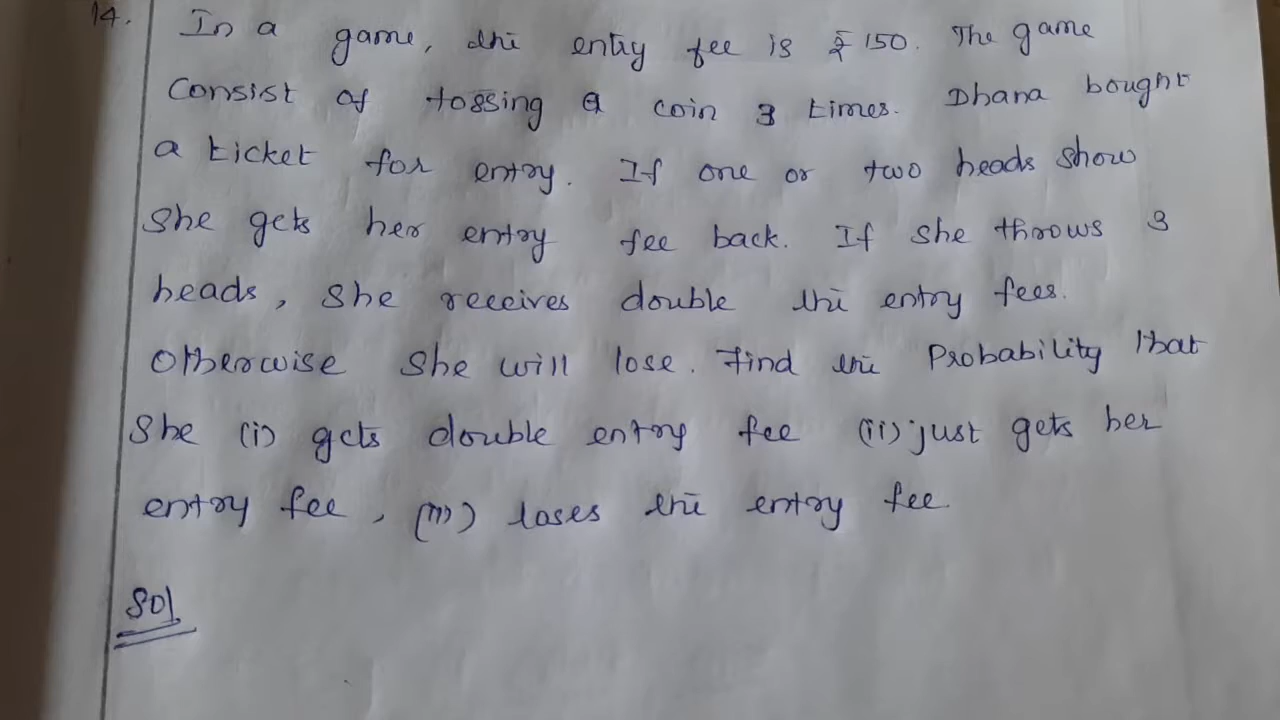 14. In a game, the entry fee is ₹ 150. The game
Consist of tossing a coin 3 times. Dhana bought
a ticket for entry. If one or two heads show
she gets her entry fee back. If she throws 3
heads, she receives double the entry fees.
Otherwise she will lose. Find the Probability that
she (i) gets double entry fee (ii) just gets her
entry fee, (iii) loses the entry fee.
Sol